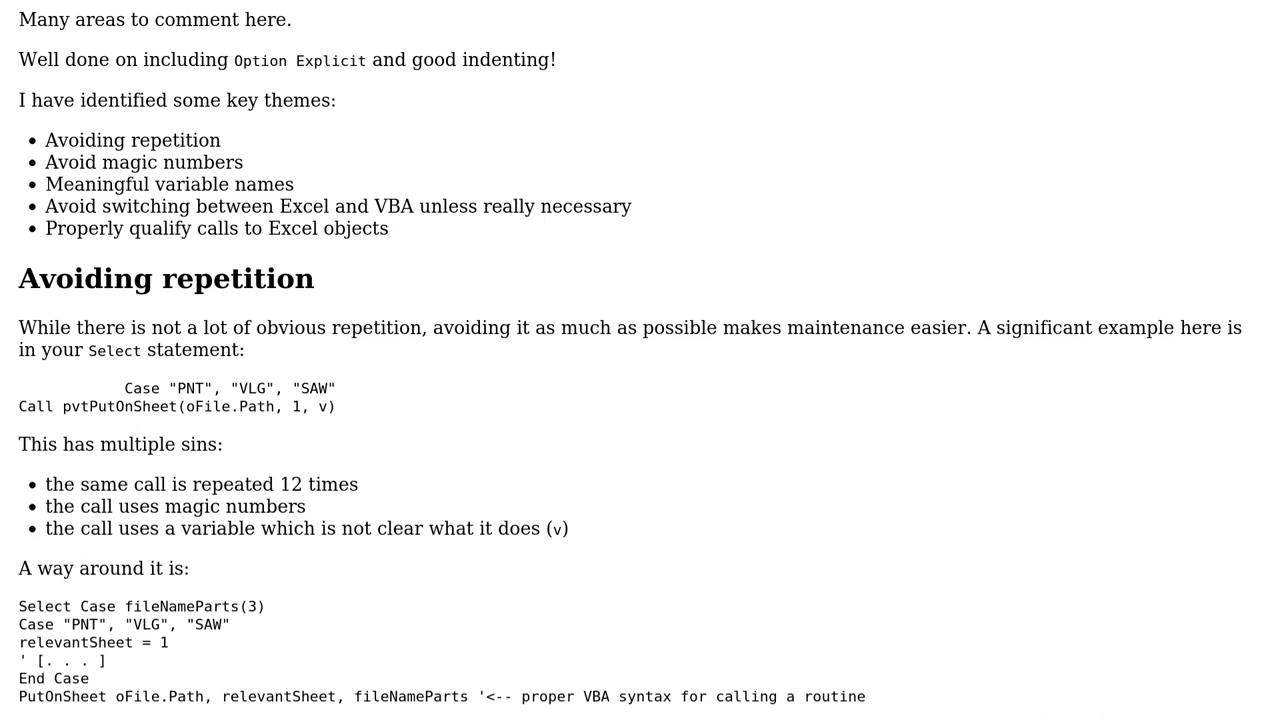 Many areas to comment here.
Well done on including Option Explicit and good indenting!
I have identified some key themes:
• Avoiding repetition
• Avoid magic numbers
• Meaningful variable names
• Avoid switching between Excel and VBA unless really necessary
• Properly qualify calls to Excel objects
Avoiding repetition
While there is not a lot of obvious repetition, avoiding it as much as possible makes maintenance easier. A significant example here is
in your Select statement:
            Case "PNT", "VLG", "SAW"
Call pvtPutOnSheet(oFile.Path, 1, v)
This has multiple sins:
• the same call is repeated 12 times
• the call uses magic numbers
• the call uses a variable which is not clear what it does (v)
A way around it is:
Select Case fileNameParts(3)
Case "PNT", "VLG", "SAW"
relevantSheet = 1
' [. . . ]
End Case
PutOnSheet oFile.Path, relevantSheet, fileNameParts '<-- proper VBA syntax for calling a routine